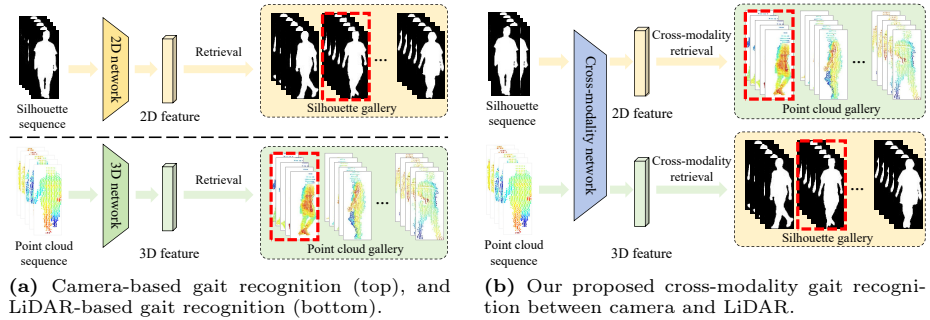 2D network
Retrieval
...
Silhouette
sequence
2D feature
Silhouette gallery
3D network
Retrieval
...
Point cloud
sequence
3D feature
Point cloud gallery
(a) Camera-based gait recognition (top), and
LiDAR-based gait recognition (bottom).
Cross-modality network
Cross-modality
retrieval
...
Silhouette
sequence
2D feature
Point cloud gallery
Cross-modality
retrieval
...
Point cloud
sequence
3D feature
Silhouette gallery
(b) Our proposed cross-modality gait recogni-
tion between camera and LiDAR.